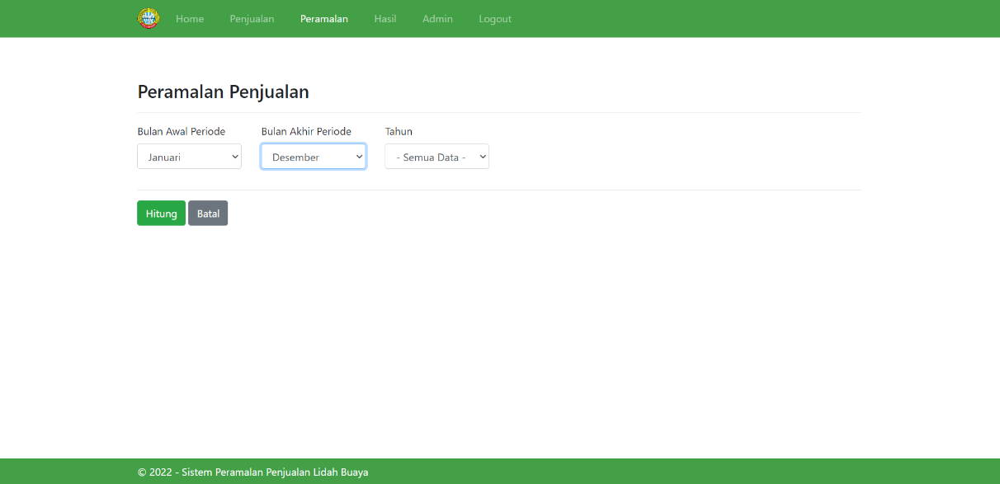 Home Penjualan Peramalan Hasil Admin Logout
Peramalan Penjualan
Bulan Awal Periode Bulan Akhir Periode Tahun
Januari Desember - Semua Data -
Hitung Batal
© 2022 - Sistem Peramalan Penjualan Lidah Buaya